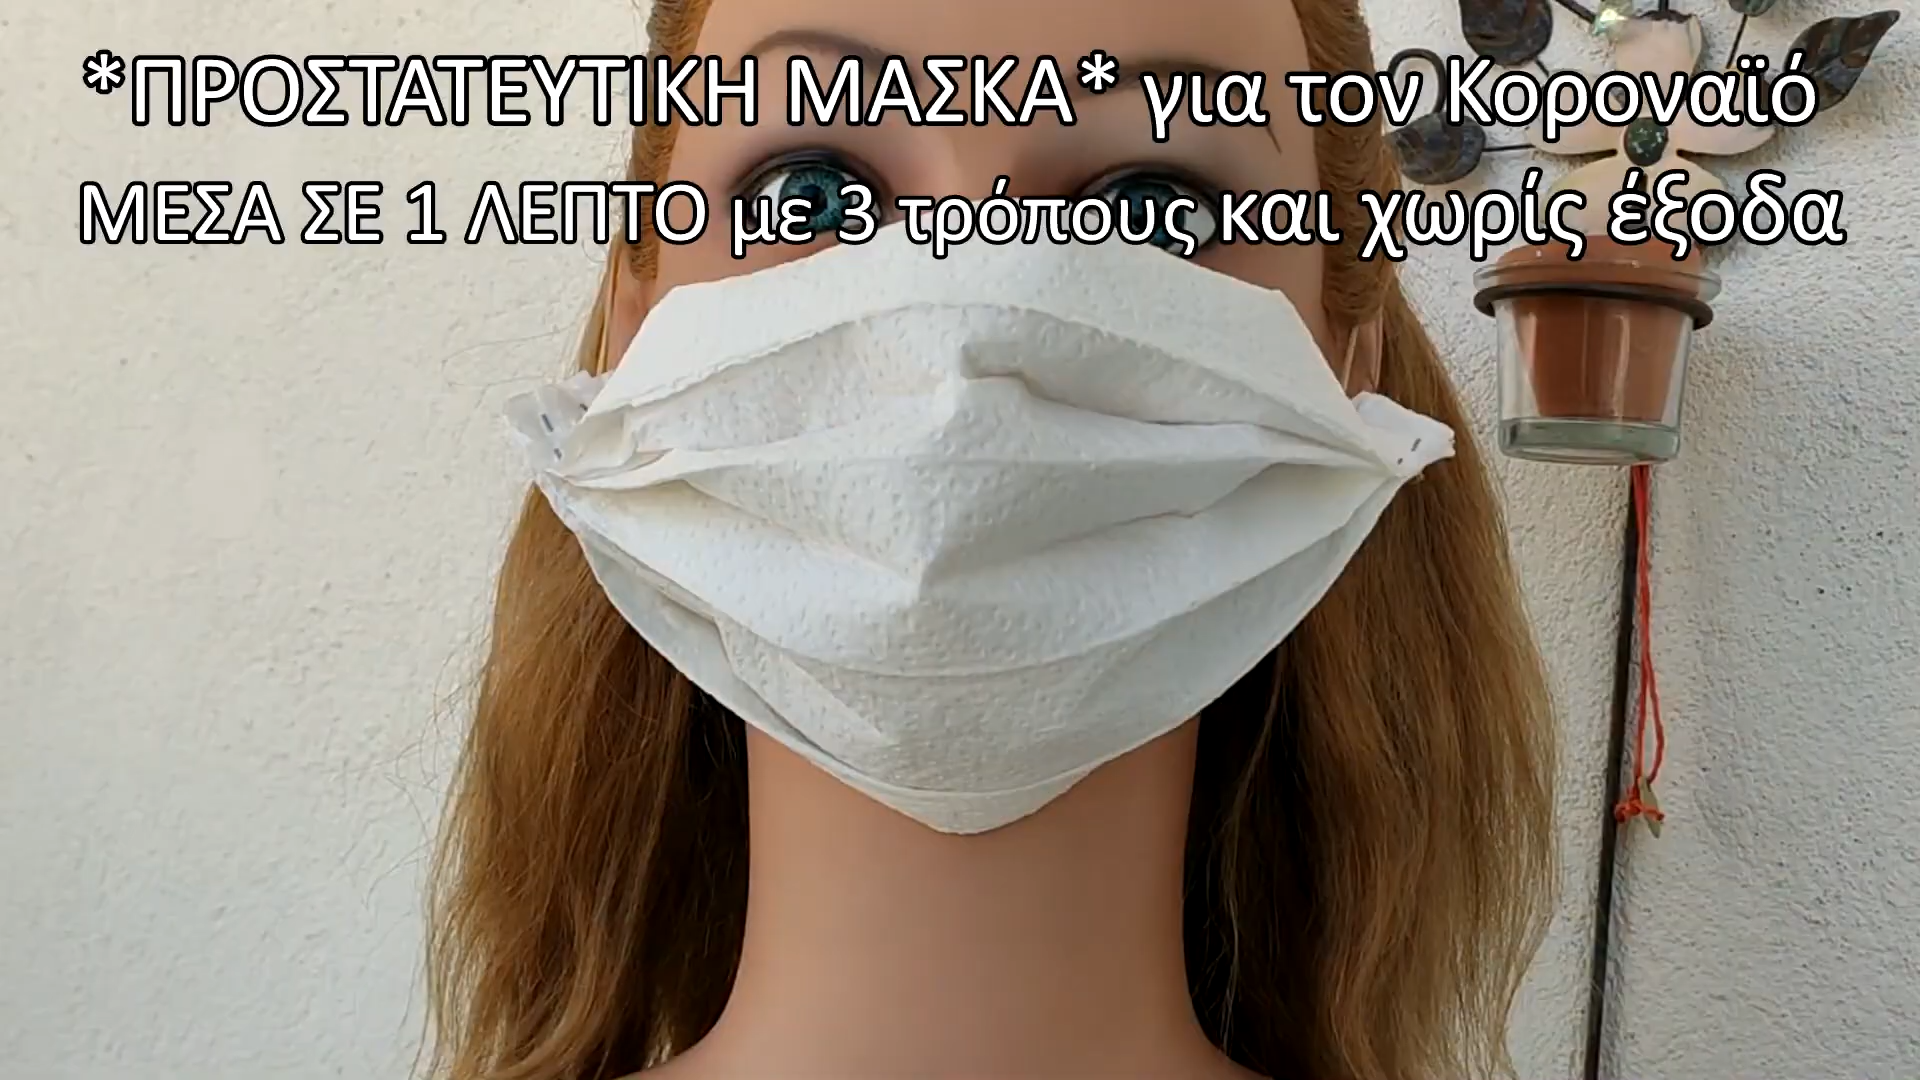 *ΠΡΟΣΤΑΤΕΥΤΙΚΗ ΜΑΣΚΑ* για τον Κοροναϊό
ΜΕΣΑ ΣΕ 1 ΛΕΠΤΟ με 3 τρόπους και χωρίς έξοδα